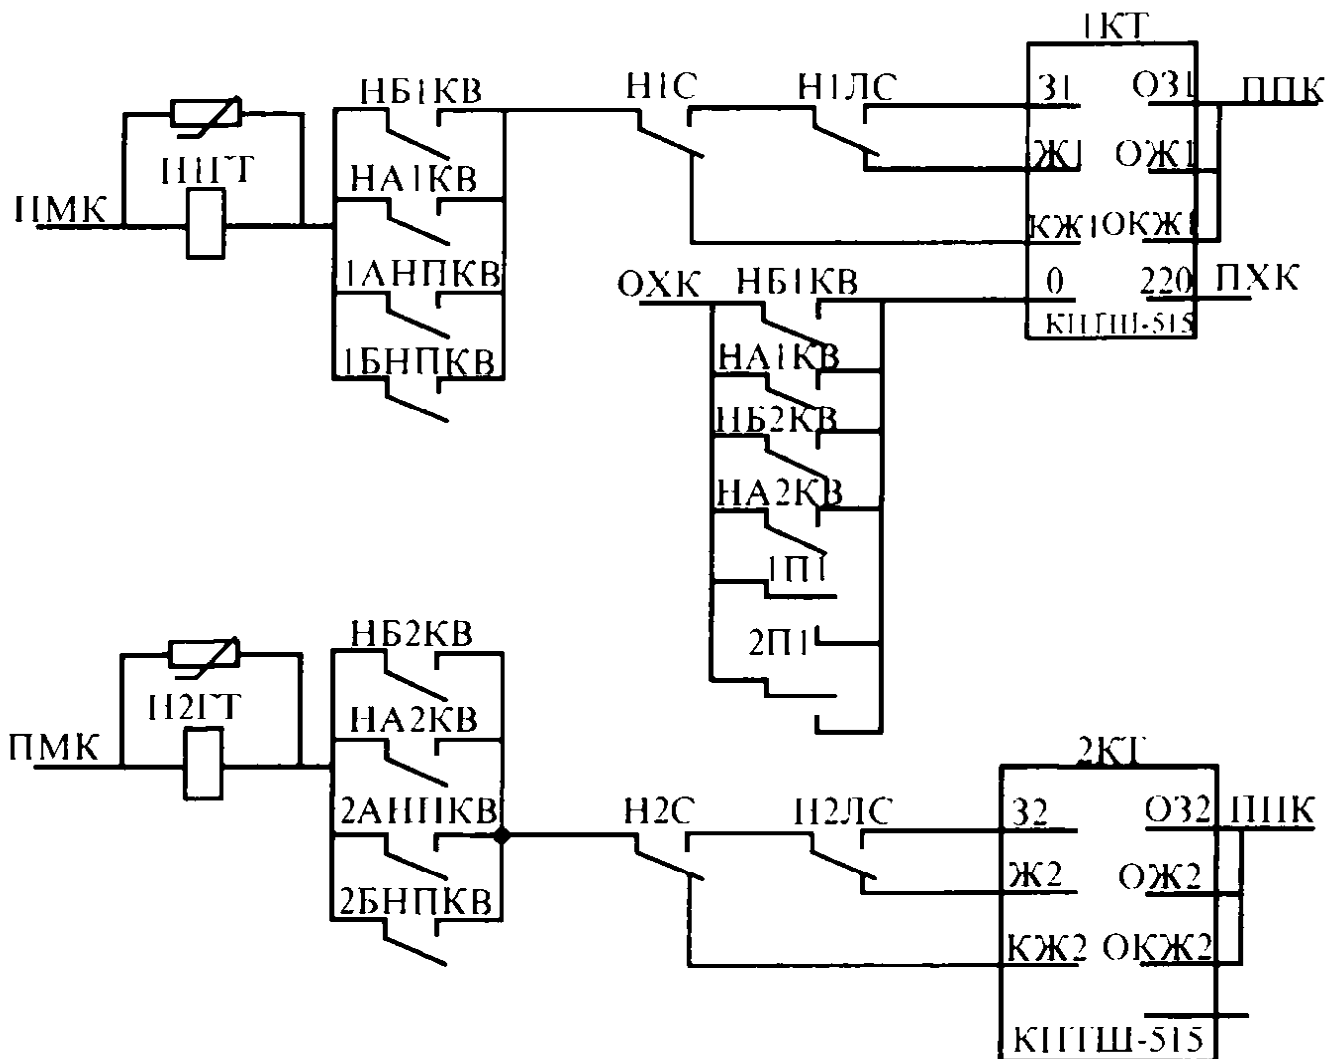 1КТ
НБ1КВ
Н1С
Н1ЛС
З1
ОЗ1
ППК
Н1ГТ
НА1КВ
Ж1
ОЖ1
ПМК
КЖ1
ОКЖ1
1АНПКВ
ОХК
НБ1КВ
0
220
ПХК
КПТШ-515
1БНПКВ
НА1КВ
НБ2КВ
НА2КВ
1П1
2П1
НБ2КВ
Н2ГТ
НА2КВ
ПМК
2КТ
2АНПКВ
Н2С
Н2ЛС
З2
ОЗ2
ППК
Ж2
ОЖ2
2БНПКВ
КЖ2
ОКЖ2
КПТШ-515